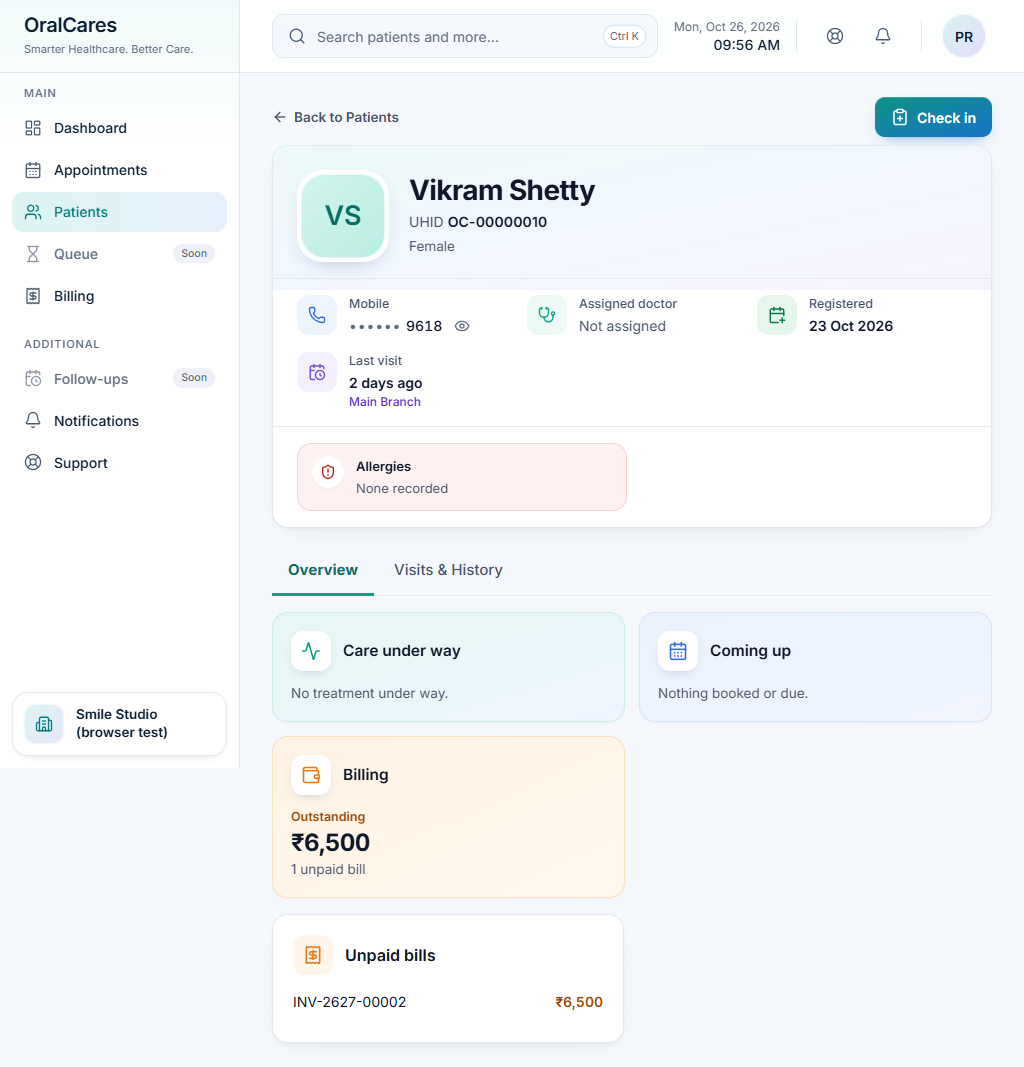 OralCares
Smarter Healthcare. Better Care.
Search patients and more...
Ctrl K
Mon, Oct 26, 2026
09:56 AM
PR
MAIN
Dashboard
Appointments
Patients
Queue
Soon
Billing
ADDITIONAL
Follow-ups
Soon
Notifications
Support
Smile Studio
(browser test)
Back to Patients
Check in
VS
Vikram Shetty
UHID OC-00000010
Female
Mobile
•••••• 9618
Assigned doctor
Not assigned
Registered
23 Oct 2026
Last visit
2 days ago
Main Branch
Allergies
None recorded
Overview
Visits & History
Care under way
No treatment under way.
Coming up
Nothing booked or due.
Billing
Outstanding
₹6,500
1 unpaid bill
Unpaid bills
INV-2627-00002
₹6,500